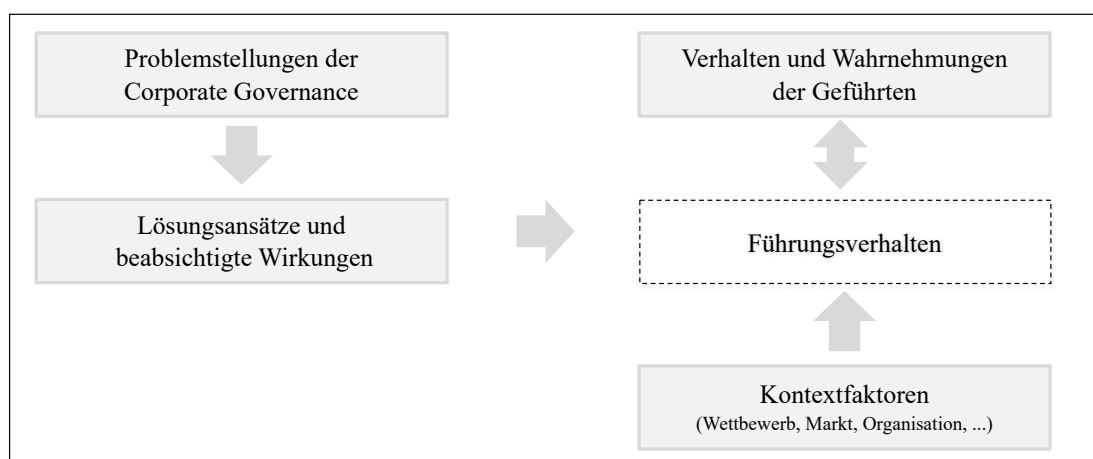 Problemstellungen der
Corporate Governance
Lösungsansätze und
beabsichtigte Wirkungen
Verhalten und Wahrnehmungen
der Geführten
Führungsverhalten
Kontextfaktoren
(Wettbewerb, Markt, Organisation, ...)